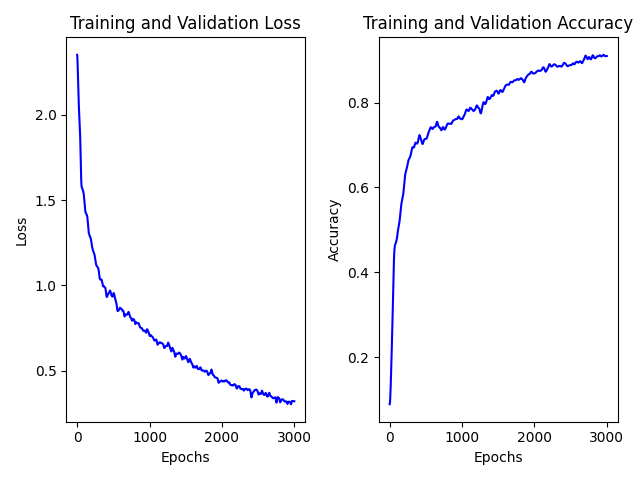 Training and Validation Loss
2.0
1.5
1.0
0.5
Loss
0
1000
2000
3000
Epochs
Training and Validation Accuracy
0.8
0.6
0.4
0.2
Accuracy
0
1000
2000
3000
Epochs